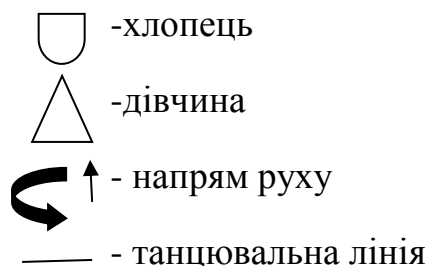 -хлопець
-дівчина
- напрям руху
- танцювальна лінія